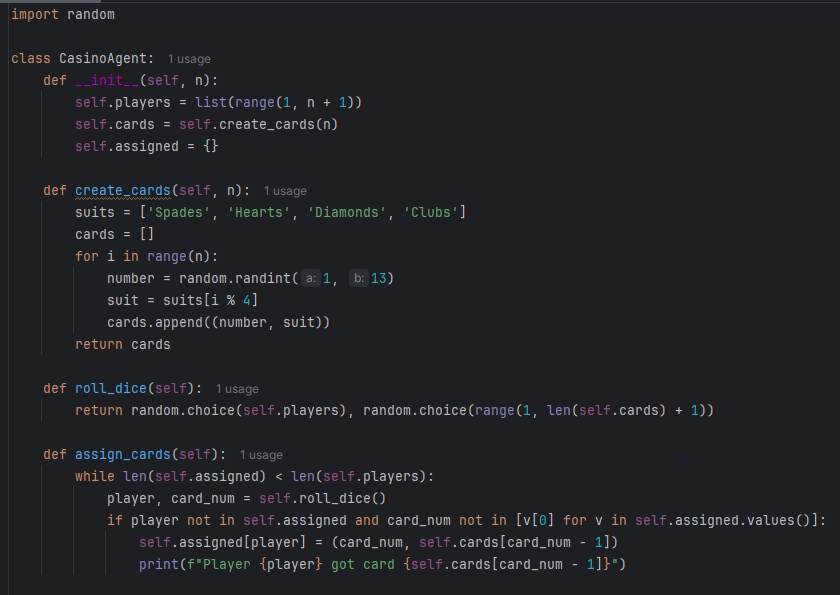 import random
class CasinoAgent: 1 usage
def __init__(self, n):
self.players = list(range(1, n + 1))
self.cards = self.create_cards(n)
self.assigned = {}
def create_cards(self, n): 1 usage
suits = ['Spades', 'Hearts', 'Diamonds', 'Clubs']
cards = []
for i in range(n):
number = random.randint( a: 1, b: 13)
suit = suits[i % 4]
cards.append((number, suit))
return cards
def roll_dice(self): 1 usage
return random.choice(self.players), random.choice(range(1, len(self.cards) + 1))
def assign_cards(self): 1 usage
while len(self.assigned) < len(self.players):
player, card_num = self.roll_dice()
if player not in self.assigned and card_num not in [v[0] for v in self.assigned.values()]:
self.assigned[player] = (card_num, self.cards[card_num - 1])
print(f"Player {player} got card {self.cards[card_num - 1]}")